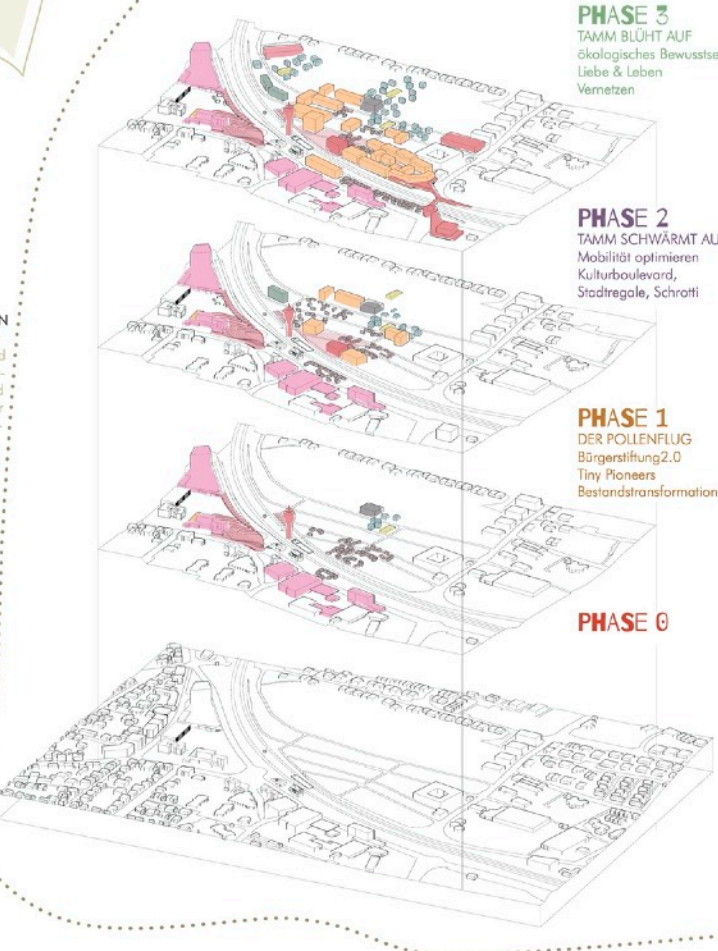 PHASE 3
TAMM BLÜHT AUF
ökologisches Bewusstse
Liebe & Leben
Vernetzen
PHASE 2
TAMM SCHWÄRMT AU
Mobilität optimieren
Kulturboulevard,
Stadtregale, Schrotti
PHASE 1
DER POLLENFLUG
Bürgerstiftung2.0
Tiny Pioneers
Bestandstransformation
PHASE 0